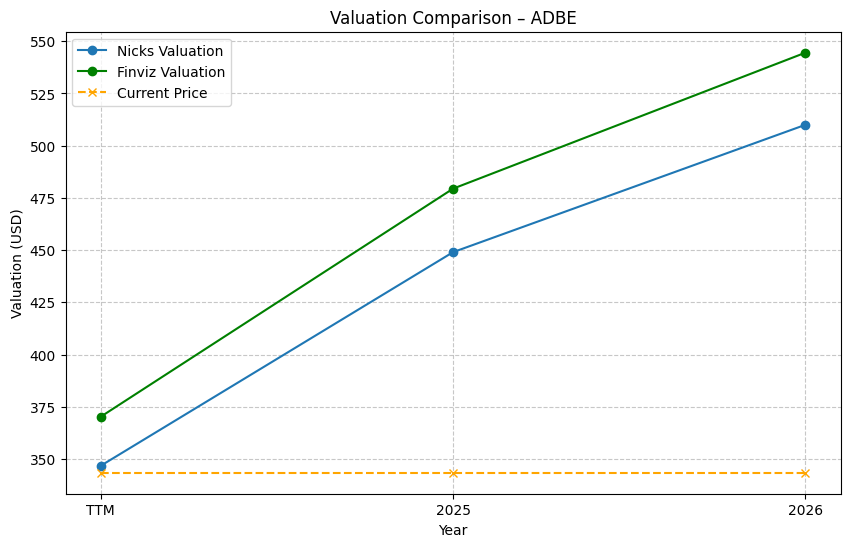 Valuation Comparison – ADBE
Nicks Valuation
Finviz Valuation
Current Price
Valuation (USD)
550
525
500
475
450
425
400
375
350
TTM
2025
2026
Year